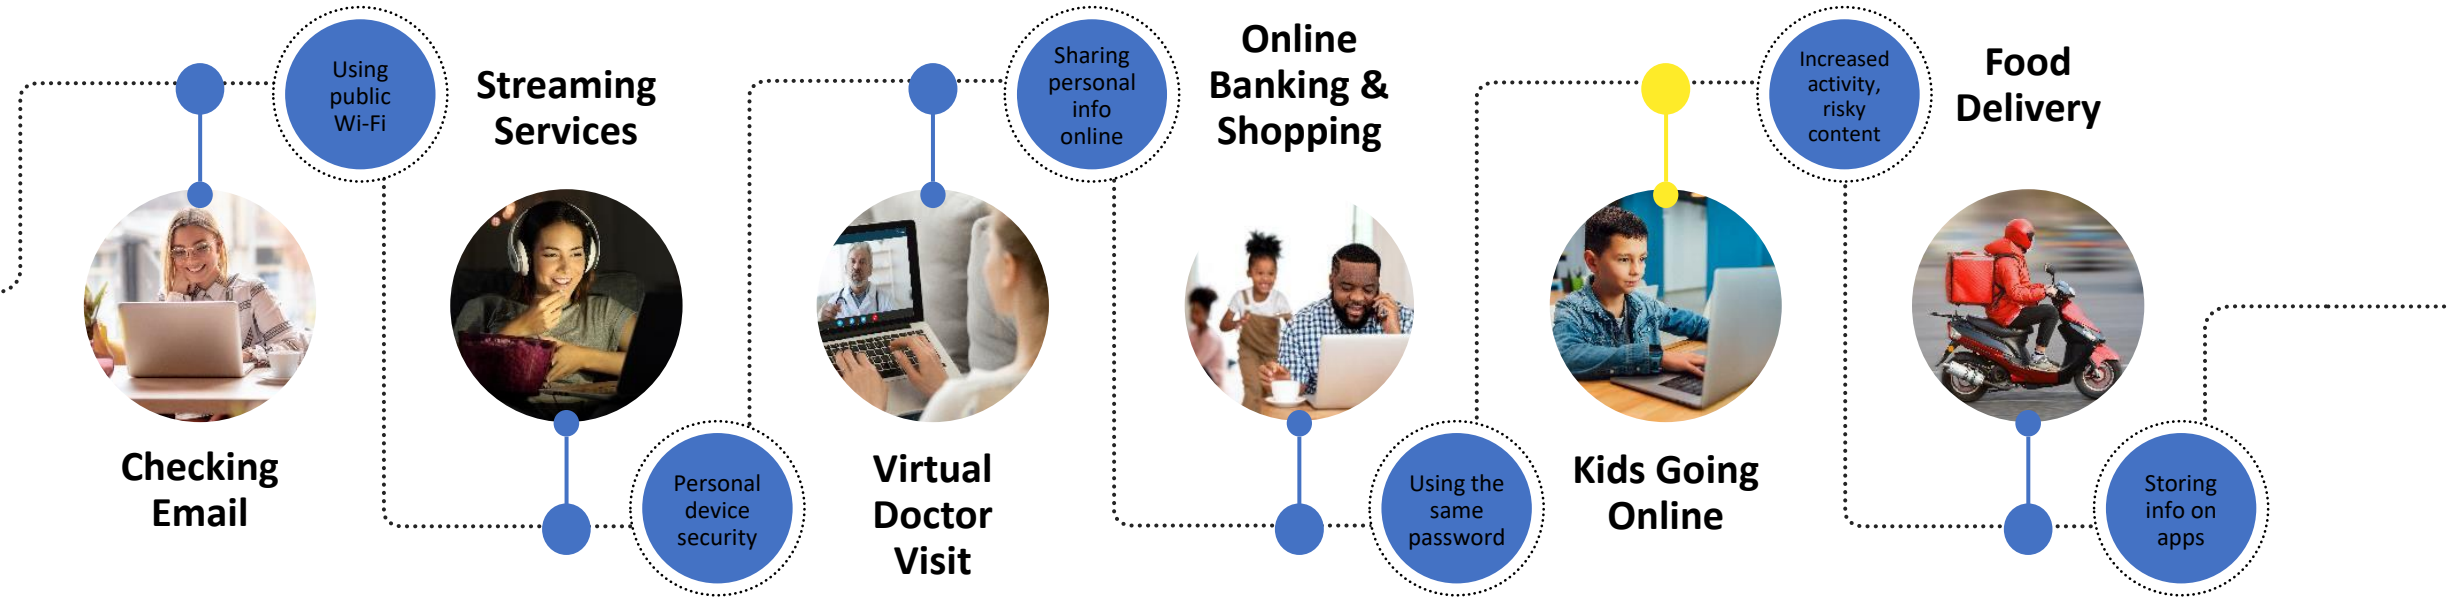 Checking
Email
Using
public
Wi-Fi
Streaming
Services
Personal
device
security
Virtual
Doctor
Visit
Sharing
personal
info
online
Online
Banking &
Shopping
Using the
same
password
Kids Going
Online
Increased
activity,
risky
content
Food
Delivery
Storing
info on
apps